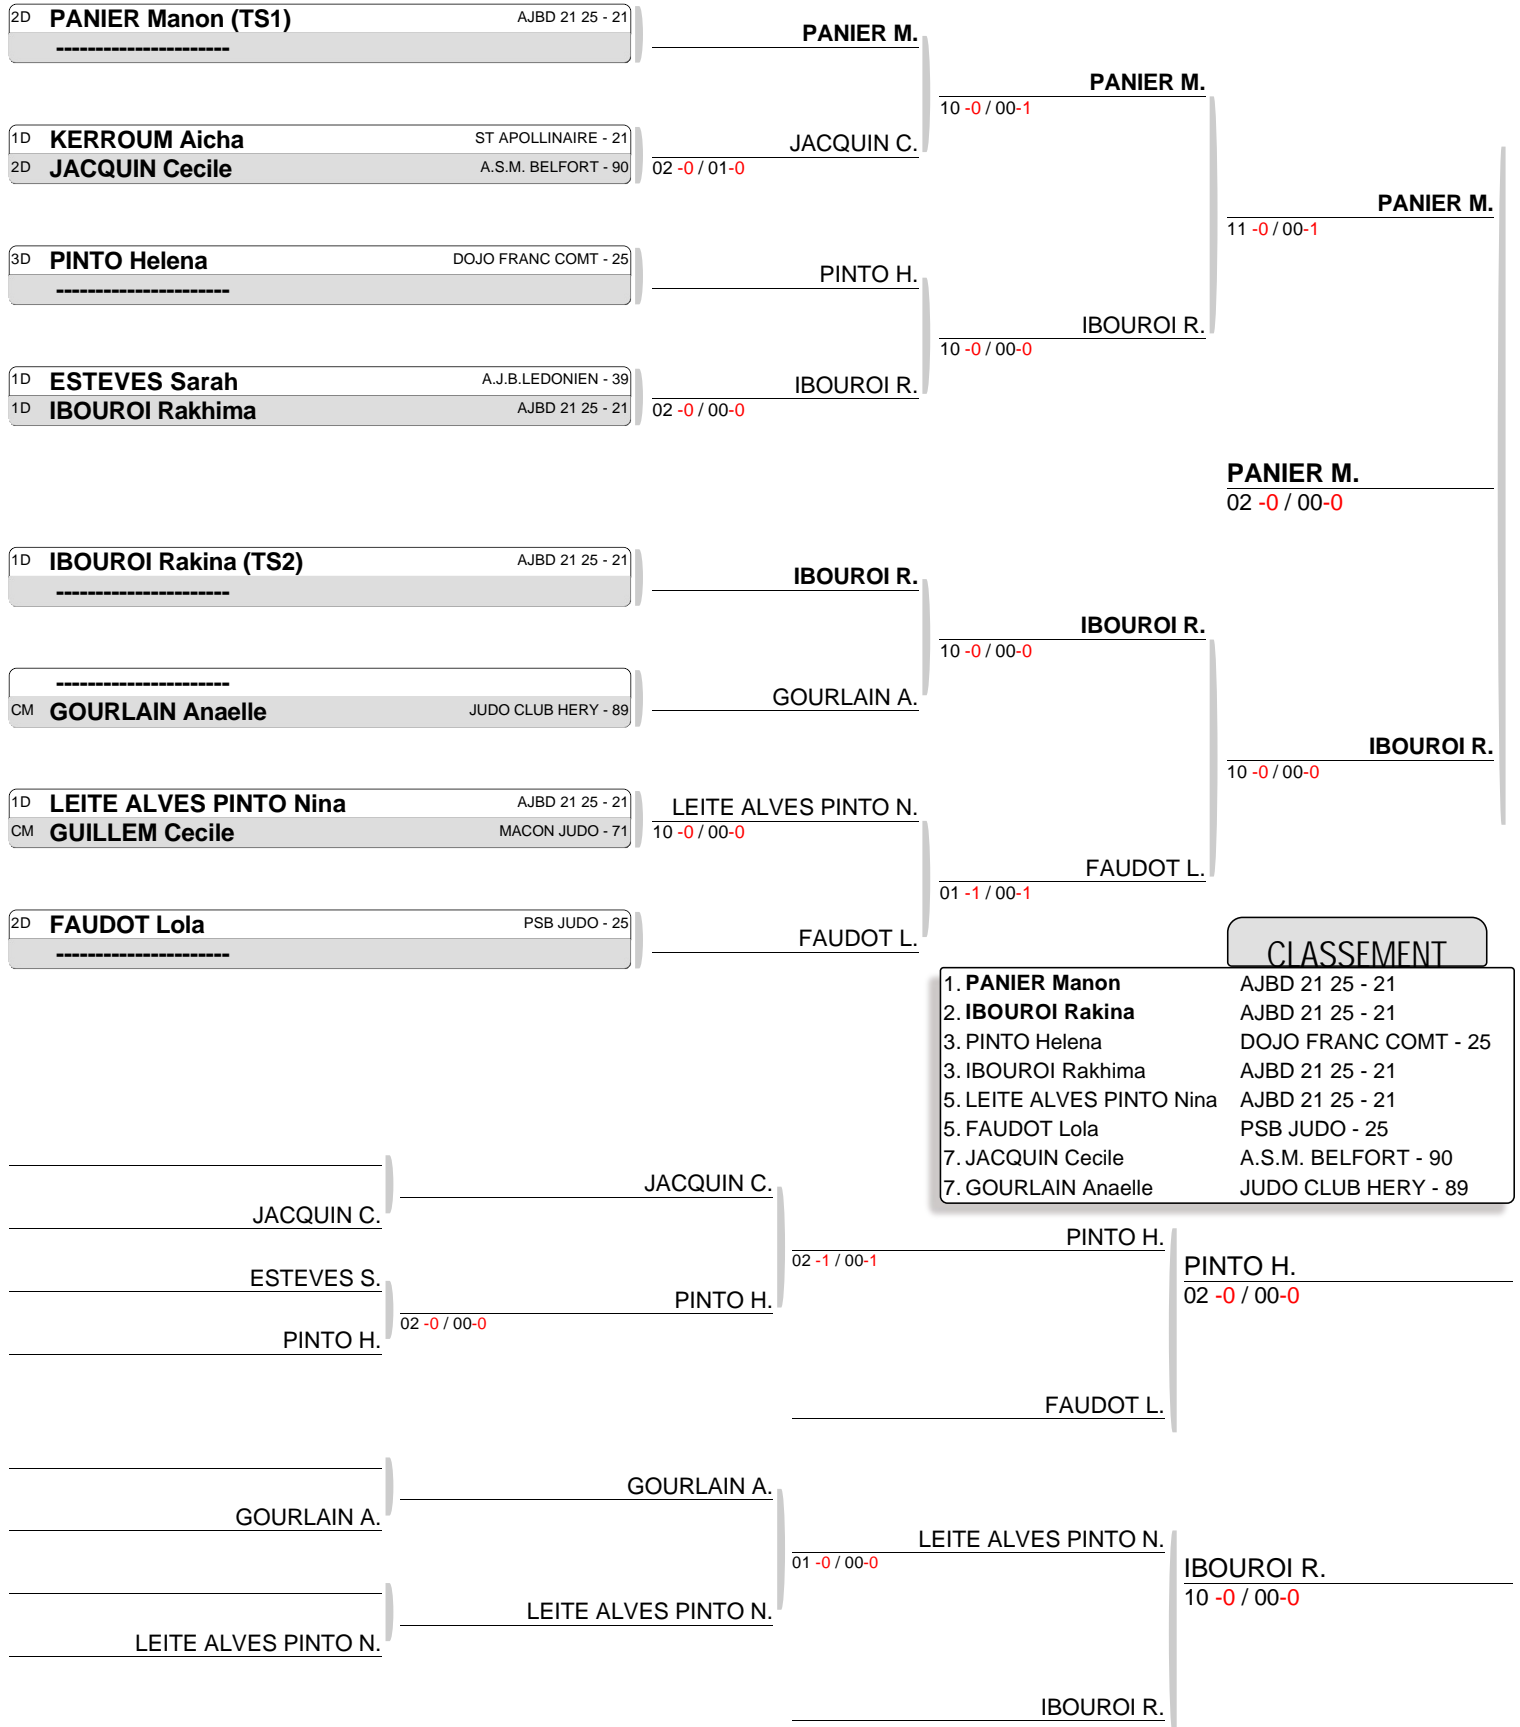 2D PANIER Manon (TS1) AJBD 21 25 - 21
----------------------
PANIER M.
PANIER M.
10 -0 / 00-1
1D KERROUM Aicha ST APOLLINAIRE - 21
2D JACQUIN Cecile A.S.M. BELFORT - 90
JACQUIN C.
02 -0 / 01-0
PANIER M.
11 -0 / 00-1
3D PINTO Helena DOJO FRANC COMT - 25
----------------------
PINTO H.
IBOUROI R.
10 -0 / 00-0
1D ESTEVES Sarah A.J.B.LEDONIEN - 39
1D IBOUROI Rakhima AJBD 21 25 - 21
IBOUROI R.
02 -0 / 00-0
PANIER M.
02 -0 / 00-0
1D IBOUROI Rakina (TS2) AJBD 21 25 - 21
----------------------
IBOUROI R.
IBOUROI R.
10 -0 / 00-0
----------------------
CM GOURLAIN Anaelle JUDO CLUB HERY - 89
GOURLAIN A.
IBOUROI R.
10 -0 / 00-0
1D LEITE ALVES PINTO Nina AJBD 21 25 - 21
CM GUILLEM Cecile MACON JUDO - 71
LEITE ALVES PINTO N.
10 -0 / 00-0
FAUDOT L.
01 -1 / 00-1
2D FAUDOT Lola PSB JUDO - 25
----------------------
FAUDOT L.
CLASSEMENT
1. PANIER Manon AJBD 21 25 - 21
2. IBOUROI Rakina AJBD 21 25 - 21
3. PINTO Helena DOJO FRANC COMT - 25
3. IBOUROI Rakhima AJBD 21 25 - 21
5. LEITE ALVES PINTO Nina AJBD 21 25 - 21
5. FAUDOT Lola PSB JUDO - 25
7. JACQUIN Cecile A.S.M. BELFORT - 90
7. GOURLAIN Anaelle JUDO CLUB HERY - 89
JACQUIN C.
JACQUIN C.
ESTEVES S.
PINTO H.
PINTO H.
02 -0 / 00-0
PINTO H.
02 -1 / 00-1
PINTO H.
02 -0 / 00-0
FAUDOT L.
GOURLAIN A.
GOURLAIN A.
LEITE ALVES PINTO N.
01 -0 / 00-0
IBOUROI R.
10 -0 / 00-0
LEITE ALVES PINTO N.
LEITE ALVES PINTO N.
IBOUROI R.